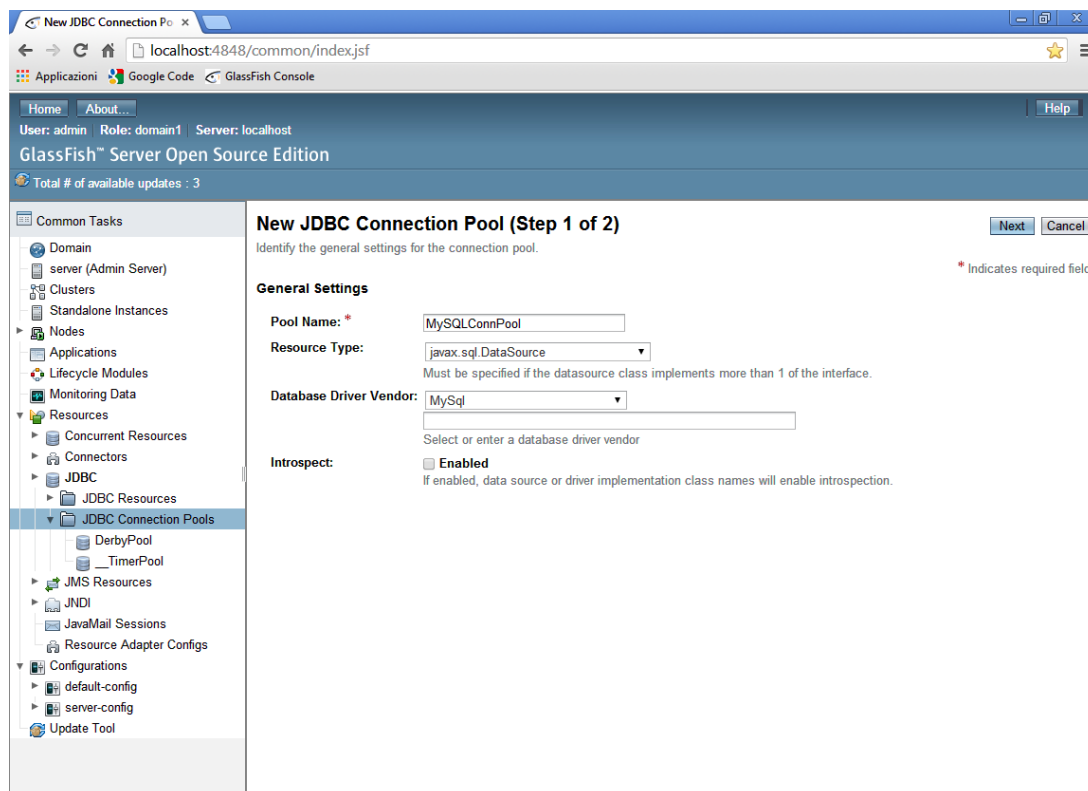 New JDBC Connection Po ×
localhost:4848/common/index.jsf
Applicazioni Google Code GlassFish Console
Home About... Help
User: admin Role: domain1 Server: localhost
GlassFish™ Server Open Source Edition
Total # of available updates : 3
Common Tasks
Domain
server (Admin Server)
Clusters
Standalone Instances
Nodes
Applications
Lifecycle Modules
Monitoring Data
Resources
Concurrent Resources
Connectors
JDBC
JDBC Resources
JDBC Connection Pools
DerbyPool
__TimerPool
JMS Resources
JNDI
JavaMail Sessions
Resource Adapter Configs
Configurations
default-config
server-config
Update Tool
New JDBC Connection Pool (Step 1 of 2)
Next Cancel
Identify the general settings for the connection pool.
* Indicates required field
General Settings
Pool Name: * MySQLConnPool
Resource Type: javax.sql.DataSource
Must be specified if the datasource class implements more than 1 of the interface.
Database Driver Vendor: MySql
Select or enter a database driver vendor
Introspect: Enabled
If enabled, data source or driver implementation class names will enable introspection.